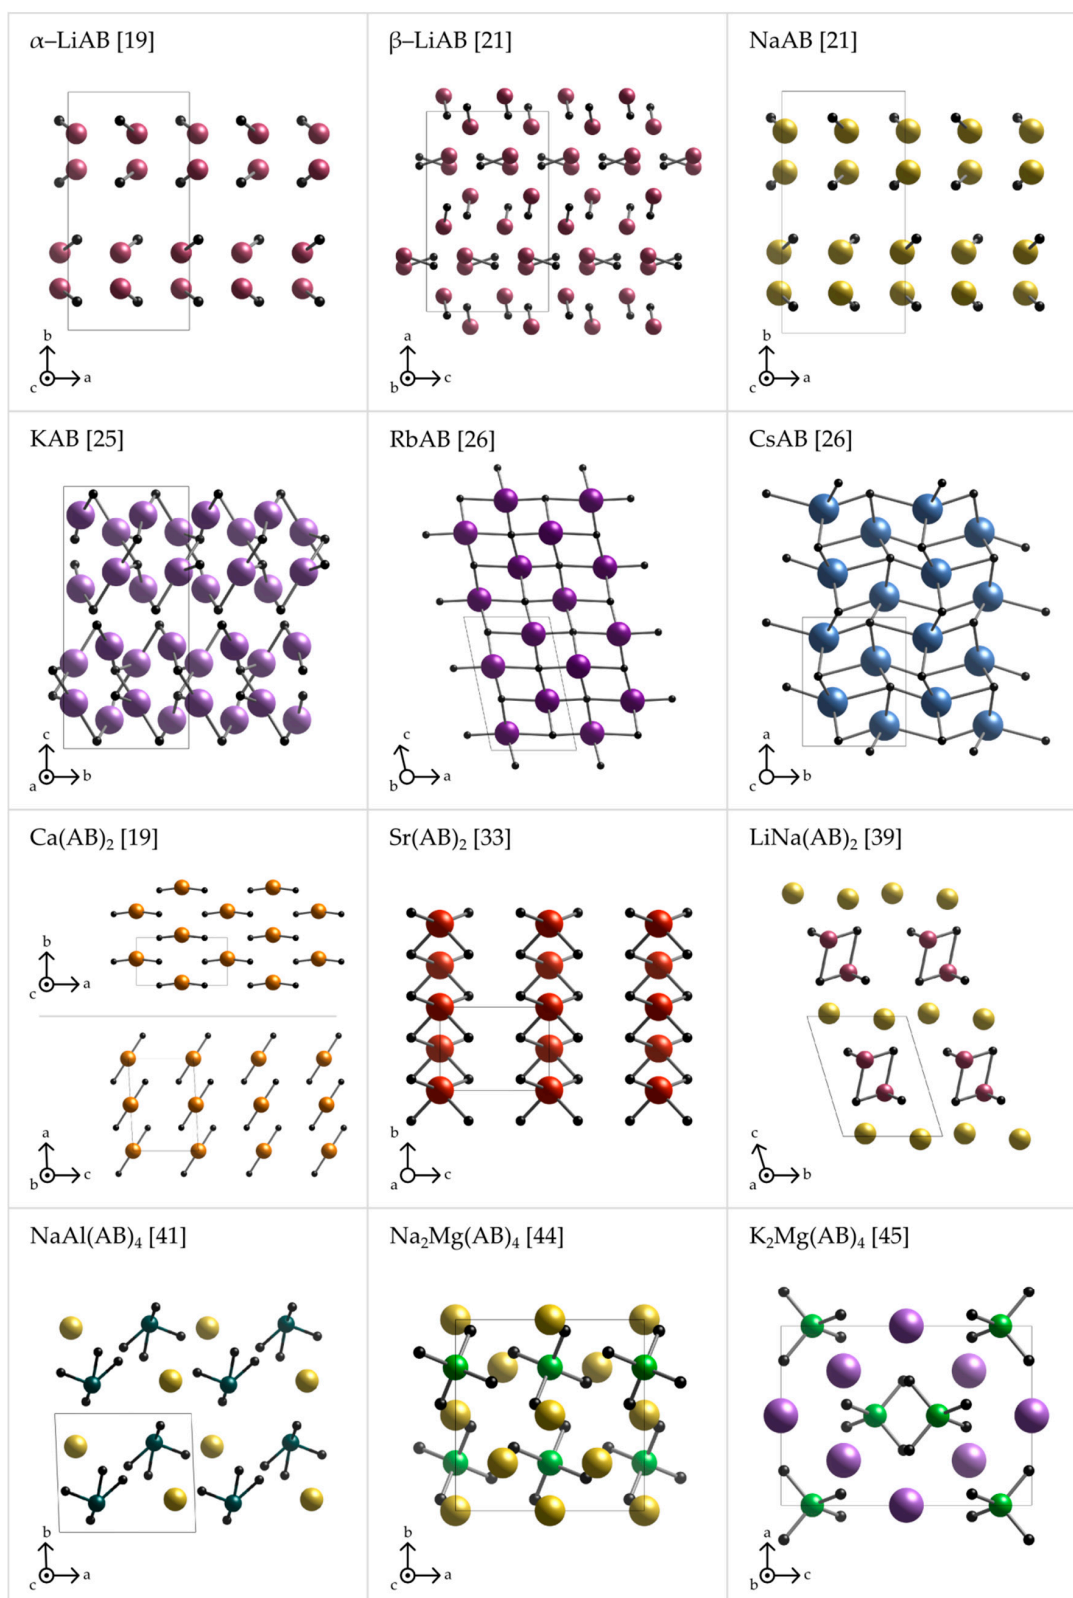 α–LiAB [19]
β–LiAB [21]
NaAB [21]
b
c
a
a
b
c
b
c
a
KAB [25]
RbAB [26]
CsAB [26]
c
a
b
c
b
a
a
c
b
Ca(AB)₂ [19]
Sr(AB)₂ [33]
LiNa(AB)₂ [39]
b
c
a
a
b
c
b
a
c
c
a
b
NaAl(AB)₄ [41]
Na₂Mg(AB)₄ [44]
K₂Mg(AB)₄ [45]
b
c
a
b
c
a
a
b
c